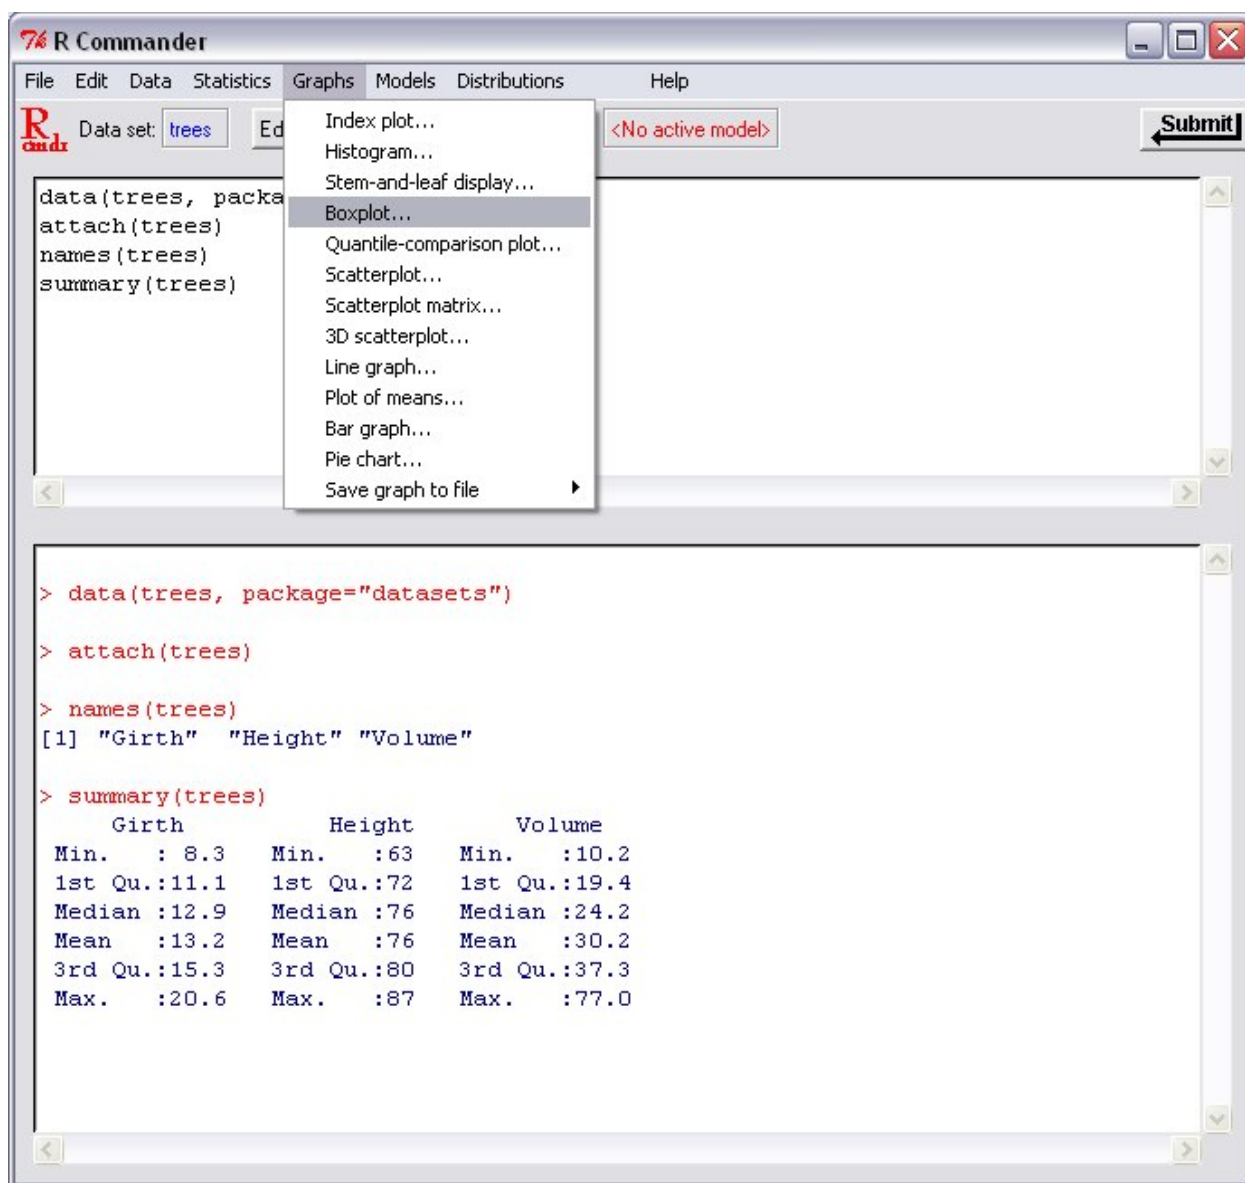 R Commander
File Edit Data Statistics Graphs Models Distributions Help
R cmdr Data set: trees Ed <No active model> Submit
Index plot...
Histogram...
Stem-and-leaf display...
Boxplot...
Quantile-comparison plot...
Scatterplot...
Scatterplot matrix...
3D scatterplot...
Line graph...
Plot of means...
Bar graph...
Pie chart...
Save graph to file
data(trees, packa
attach(trees)
names(trees)
summary(trees)
> data(trees, package="datasets")
> attach(trees)
> names(trees)
[1] "Girth"  "Height" "Volume"
> summary(trees)
Girth Height Volume
Min.   : 8.3   Min.   :63   Min.   :10.2
1st Qu.:11.1   1st Qu.:72   1st Qu.:19.4
Median :12.9   Median :76   Median :24.2
Mean   :13.2   Mean   :76   Mean   :30.2
3rd Qu.:15.3   3rd Qu.:80   3rd Qu.:37.3
Max.   :20.6   Max.   :87   Max.   :77.0